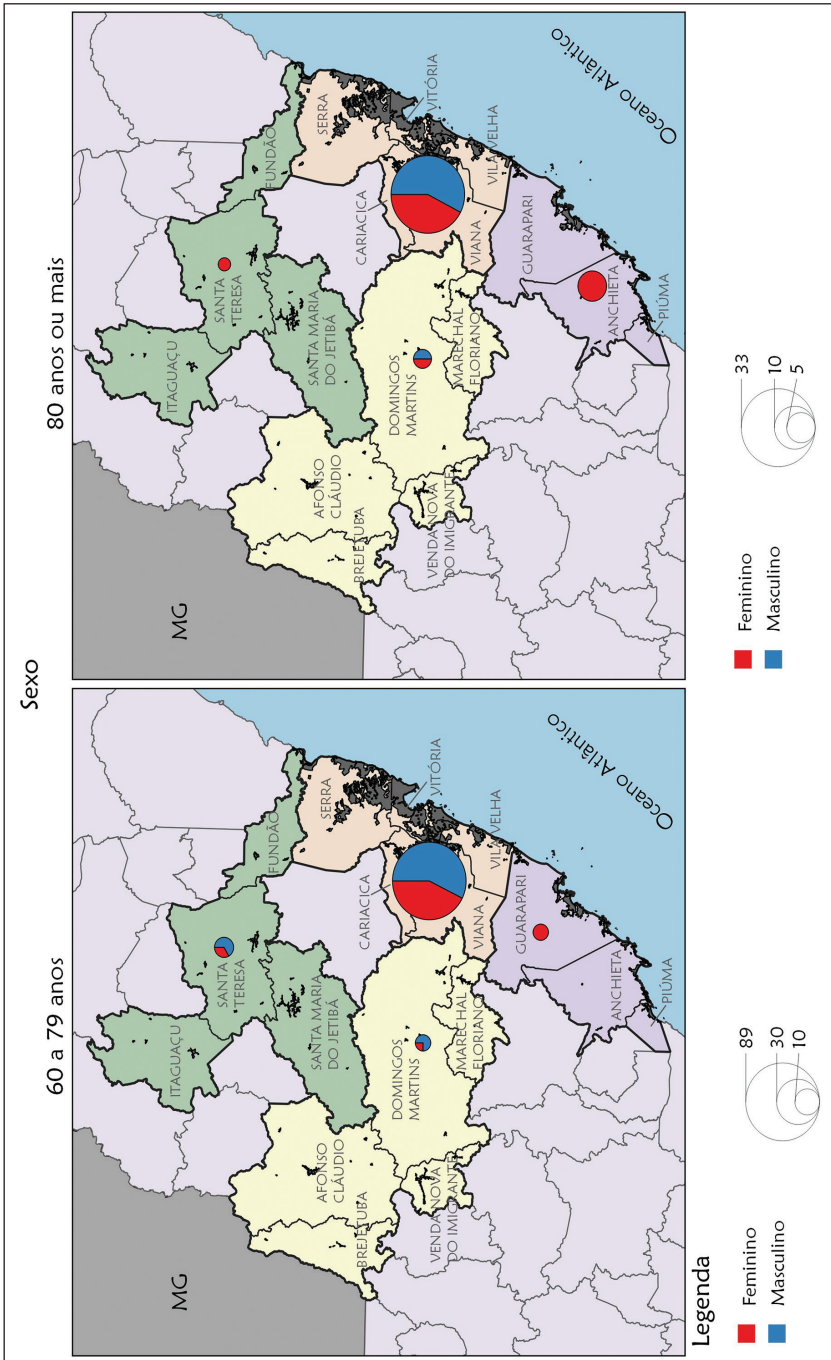 Sexo
60 a 79 anos
MG
ITAGUAÇU
SANTA
TERESA
FUNDÃO
SANTA MARIA
DO JETIBÁ
SERRA
AFONSO
CLÁUDIO
BREJETUBA
CARIACICA
VITÓRIA
DOMINGOS
MARTINS
VIANA
VILA VELHA
VENDA NOVA
DO IMIGRANTE
MARECHAL
FLORIANO
GUARAPARI
ANCHIETA
PIÚMA
Oceano Atlântico
80 anos ou mais
MG
ITAGUAÇU
SANTA
TERESA
FUNDÃO
SANTA MARIA
DO JETIBÁ
SERRA
AFONSO
CLÁUDIO
BREJETUBA
CARIACICA
VITÓRIA
DOMINGOS
MARTINS
VIANA
VILA VELHA
VENDA NOVA
DO IMIGRANTE
MARECHAL
FLORIANO
GUARAPARI
ANCHIETA
PIÚMA
Oceano Atlântico
Legenda
Feminino
Masculino
89
30
10
Feminino
Masculino
33
10
5